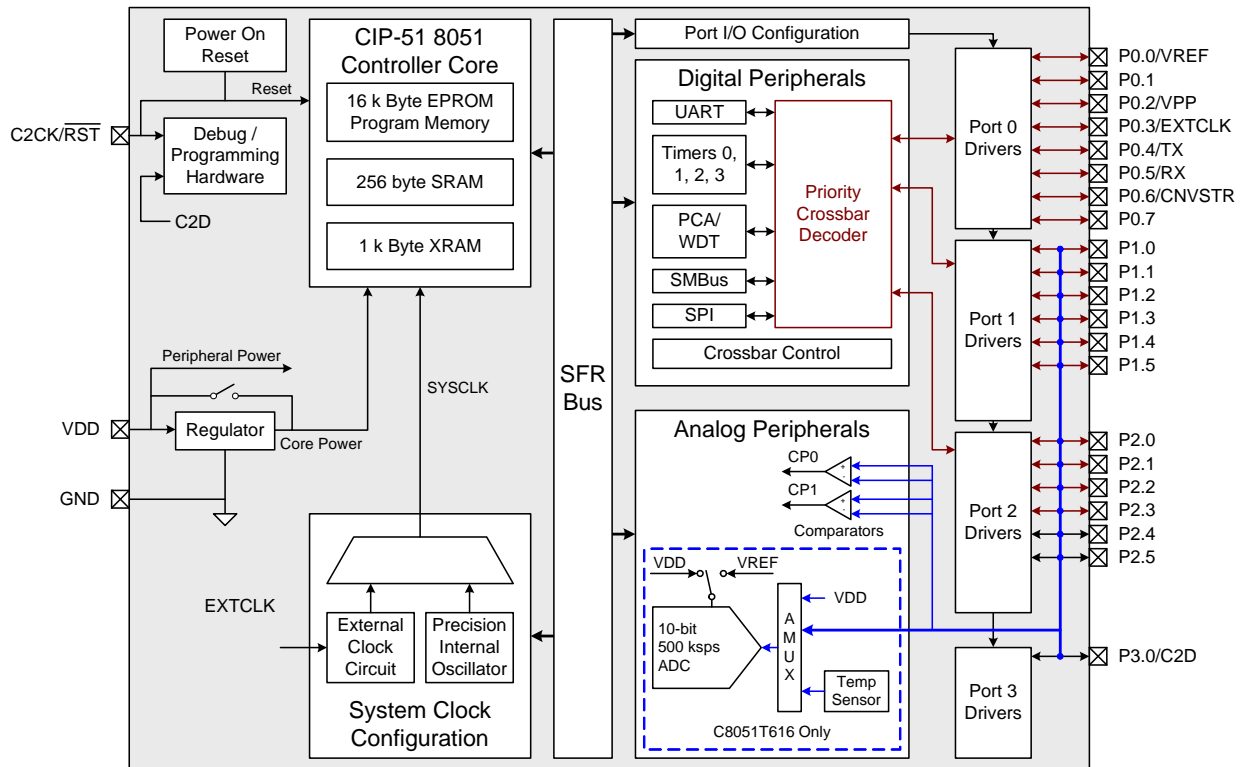 Power On
Reset
Reset
C2CK/RST
Debug /
Programming
Hardware
C2D
CIP-51 8051
Controller Core
16 k Byte EPROM
Program Memory
256 byte SRAM
1 k Byte XRAM
Peripheral Power
VDD
Regulator
Core Power
GND
SYSCLK
EXTCLK
External
Clock
Circuit
Precision
Internal
Oscillator
System Clock
Configuration
SFR
Bus
Port I/O Configuration
Digital Peripherals
UART
Timers 0,
1, 2, 3
PCA/
WDT
SMBus
SPI
Priority
Crossbar
Decoder
Crossbar Control
Analog Peripherals
CP0
+
-
CP1
+
-
Comparators
VDD
VREF
10-bit
500 ksps
ADC
A
M
U
X
VDD
Temp
Sensor
C8051T616 Only
Port 0
Drivers
Port 1
Drivers
Port 2
Drivers
Port 3
Drivers
P0.0/VREF
P0.1
P0.2/VPP
P0.3/EXTCLK
P0.4/TX
P0.5/RX
P0.6/CNVSTR
P0.7
P1.0
P1.1
P1.2
P1.3
P1.4
P1.5
P2.0
P2.1
P2.2
P2.3
P2.4
P2.5
P3.0/C2D